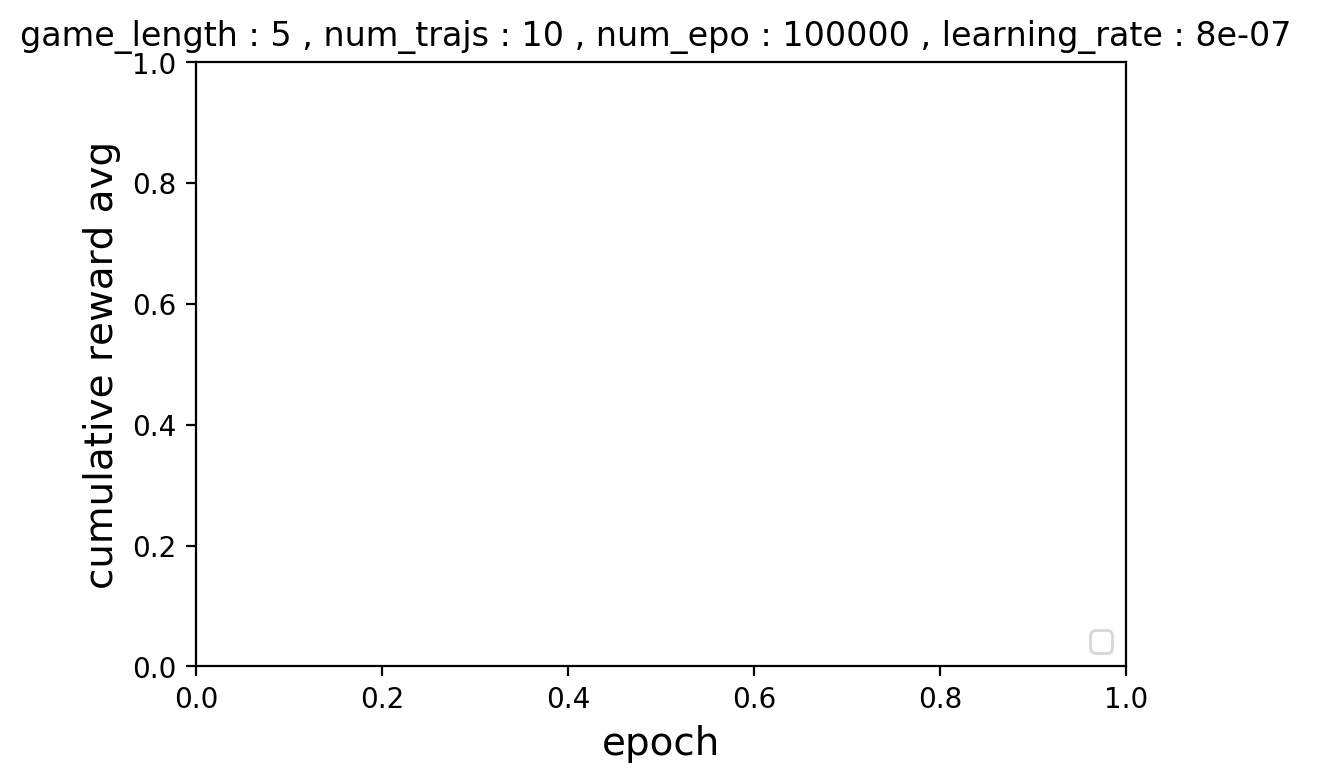 game_length : 5 , num_trajs : 10 , num_epo : 100000 , learning_rate : 8e-07
1.0
0.8
0.6
0.4
0.2
0.0
cumulative reward avg
0.0 0.2 0.4 0.6 0.8 1.0
epoch